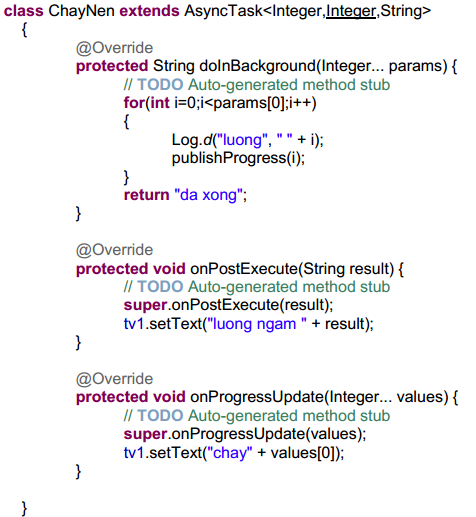 class ChayNen extends AsyncTask<Integer,Integer,String>
{
@Override
protected String doInBackground(Integer... params) {
// TODO Auto-generated method stub
for(int i=0;i<params[0];i++)
{
Log.d("luong", " " + i);
publishProgress(i);
}
return "da xong";
}
@Override
protected void onPostExecute(String result) {
// TODO Auto-generated method stub
super.onPostExecute(result);
tv1.setText("luong ngam " + result);
}
@Override
protected void onProgressUpdate(Integer... values) {
// TODO Auto-generated method stub
super.onProgressUpdate(values);
tv1.setText("chay" + values[0]);
}
}